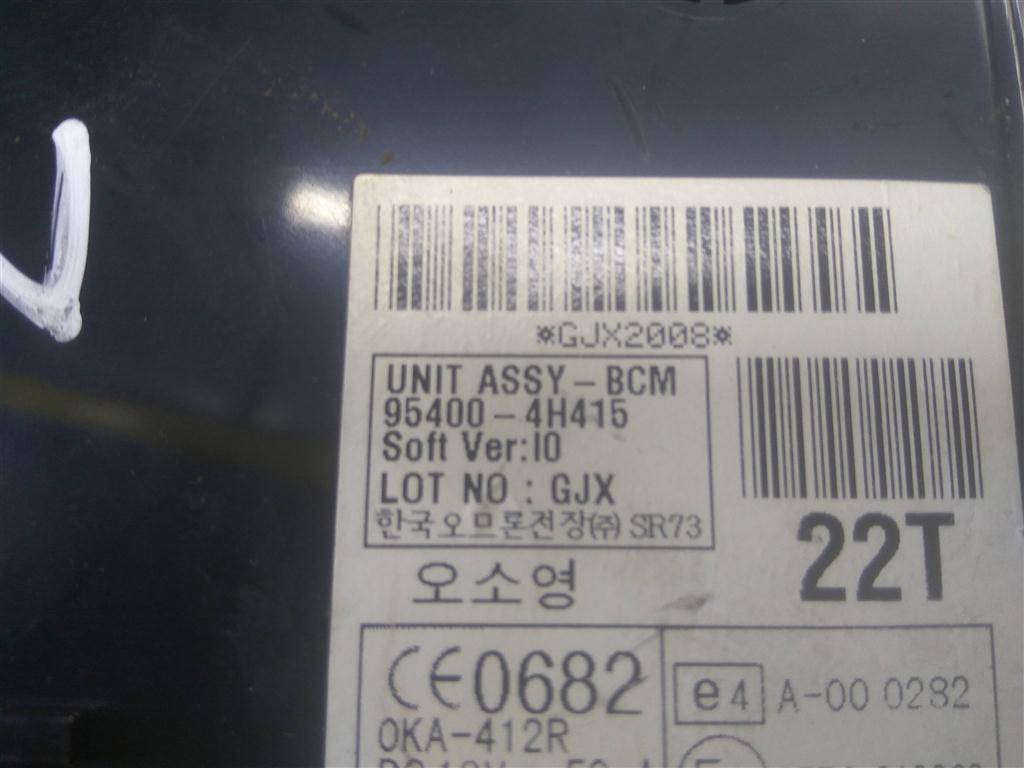 *GJX2008*
UNIT ASSY-BCM
95400-4H415
Soft Ver:I0
LOT NO : GJX
한국오므론전장㈜ SR73
22T
오소영
CE0682
e4 A-00 0282
OKA-412R